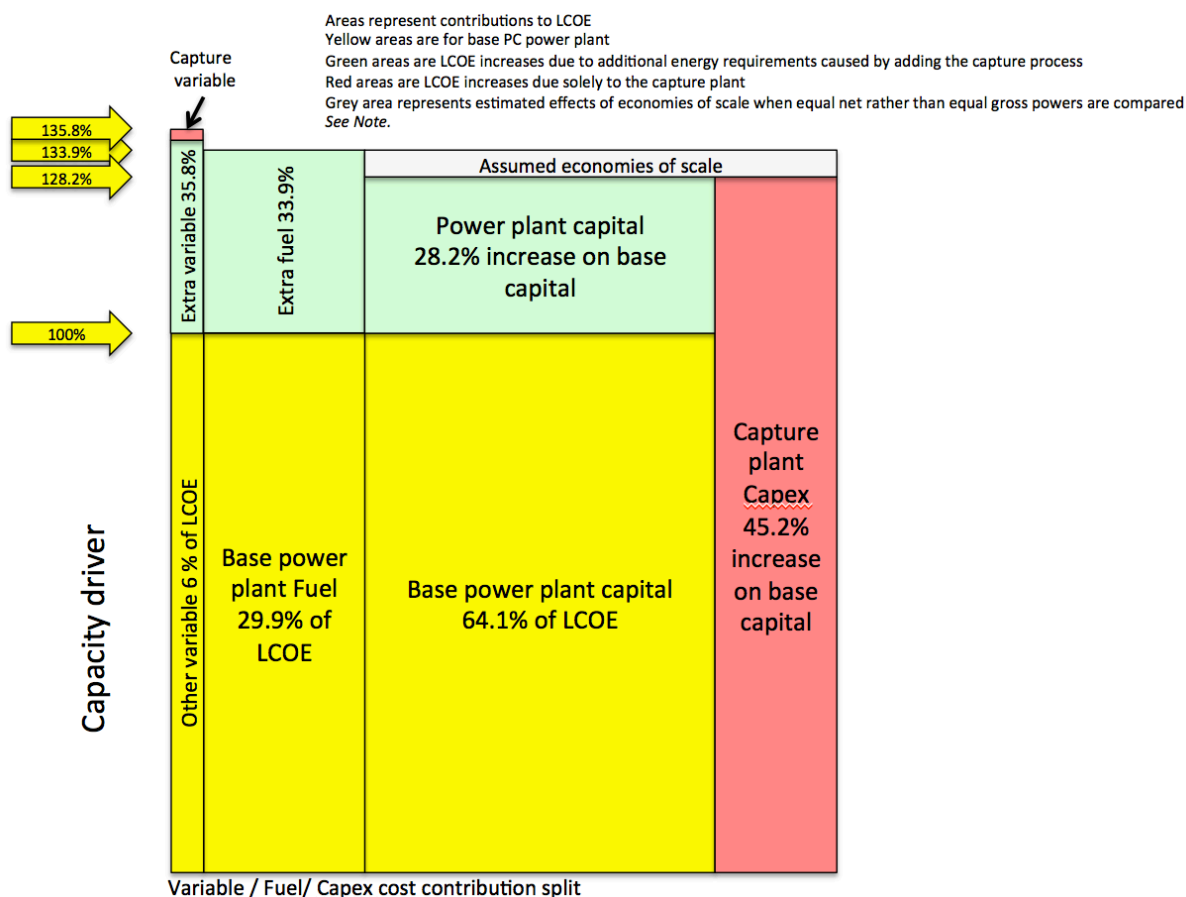 Areas represent contributions to LCOE
Yellow areas are for base PC power plant
Green areas are LCOE increases due to additional energy requirements caused by adding the capture process
Red areas are LCOE increases due solely to the capture plant
Grey area represents estimated effects of economies of scale when equal net rather than equal gross powers are compared
See Note.
Capture
variable
135.8%
133.9%
128.2%
100%
Extra variable 35.8%
Extra fuel 33.9%
Assumed economies of scale
Power plant capital
28.2% increase on base
capital
Capacity driver
Other variable 6 % of LCOE
Base power
plant Fuel
29.9% of
LCOE
Base power plant capital
64.1% of LCOE
Capture
plant
Capex
45.2%
increase
on base
capital
Variable / Fuel/ Capex cost contribution split